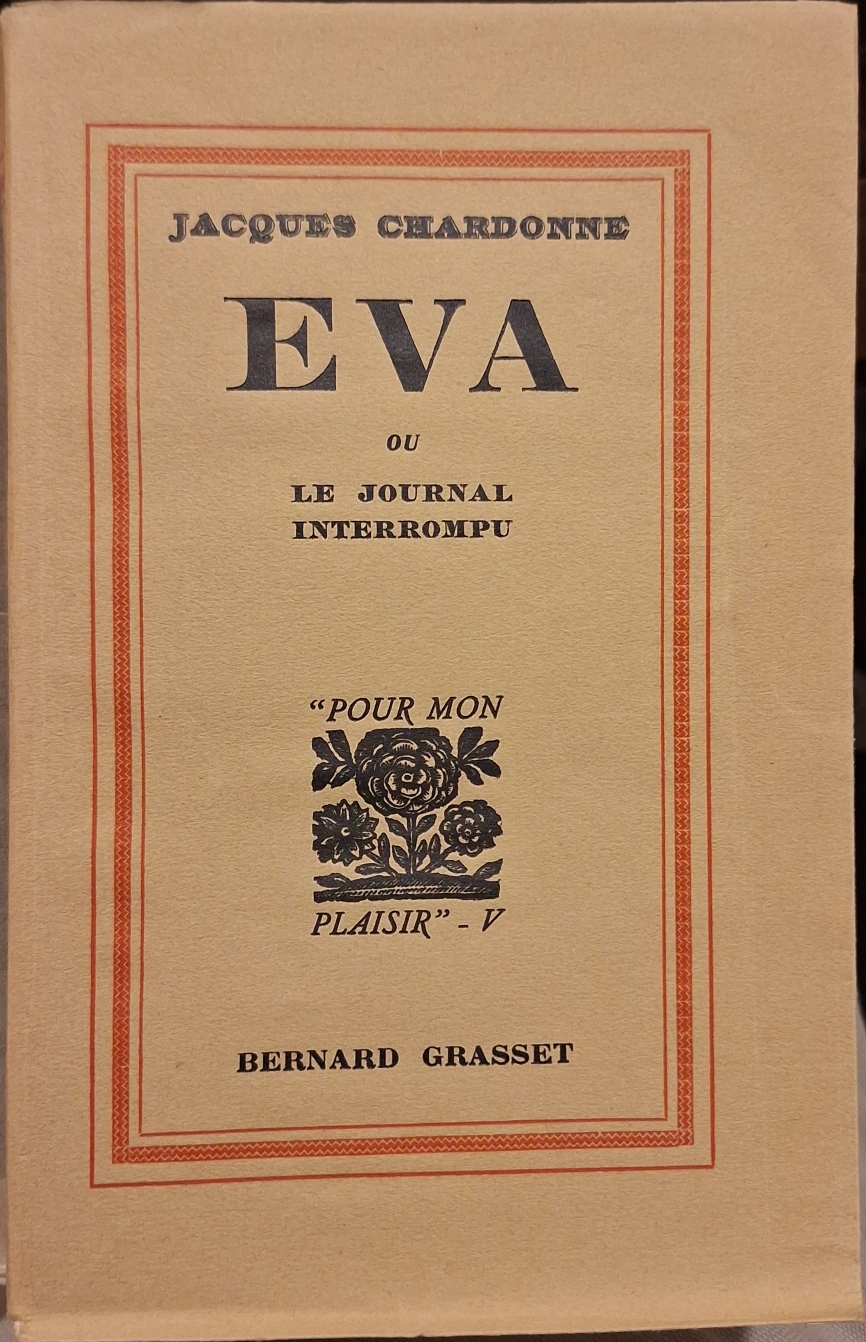 JACQUES CHARDONNE
EVA
OU
LE JOURNAL
INTERROMPU
“POUR MON
PLAISIR” - V
BERNARD GRASSET